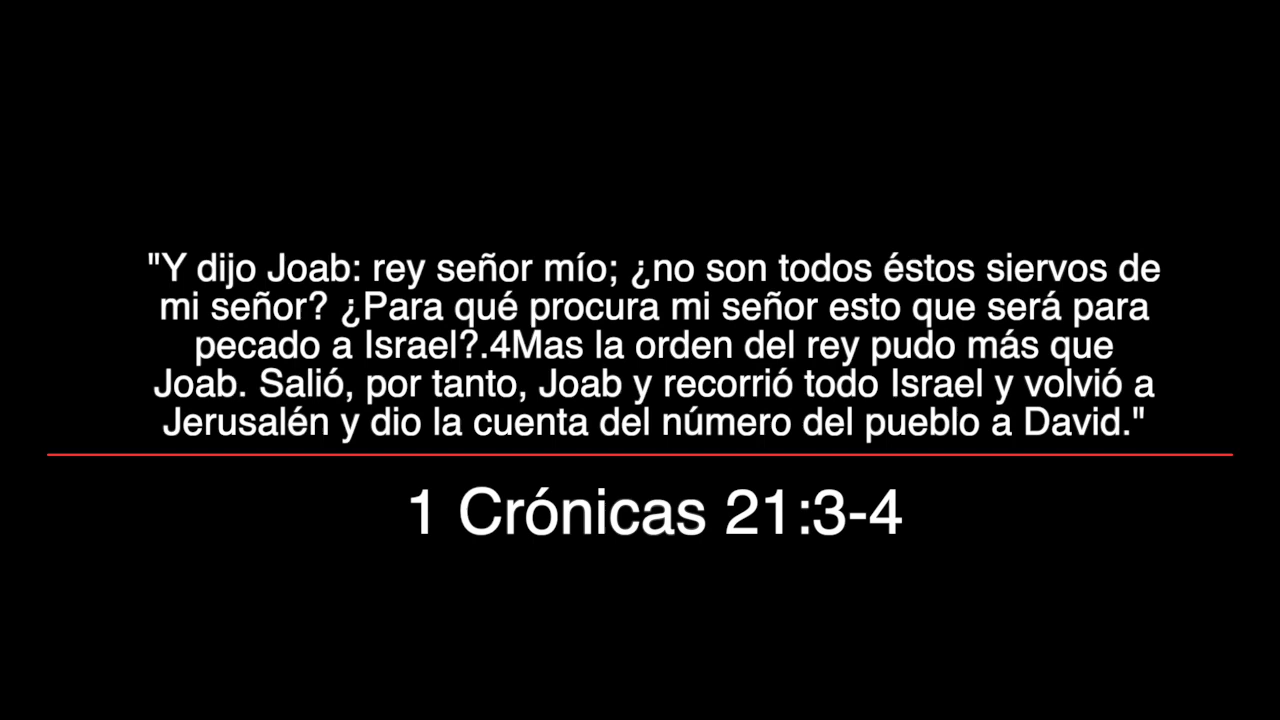 "Y dijo Joab: rey señor mío; ¿no son todos éstos siervos de
mi señor? ¿Para qué procura mi señor esto que será para
pecado a Israel?.4Mas la orden del rey pudo más que
Joab. Salió, por tanto, Joab y recorrió todo Israel y volvió a
Jerusalén y dio la cuenta del número del pueblo a David."
1 Crónicas 21:3-4